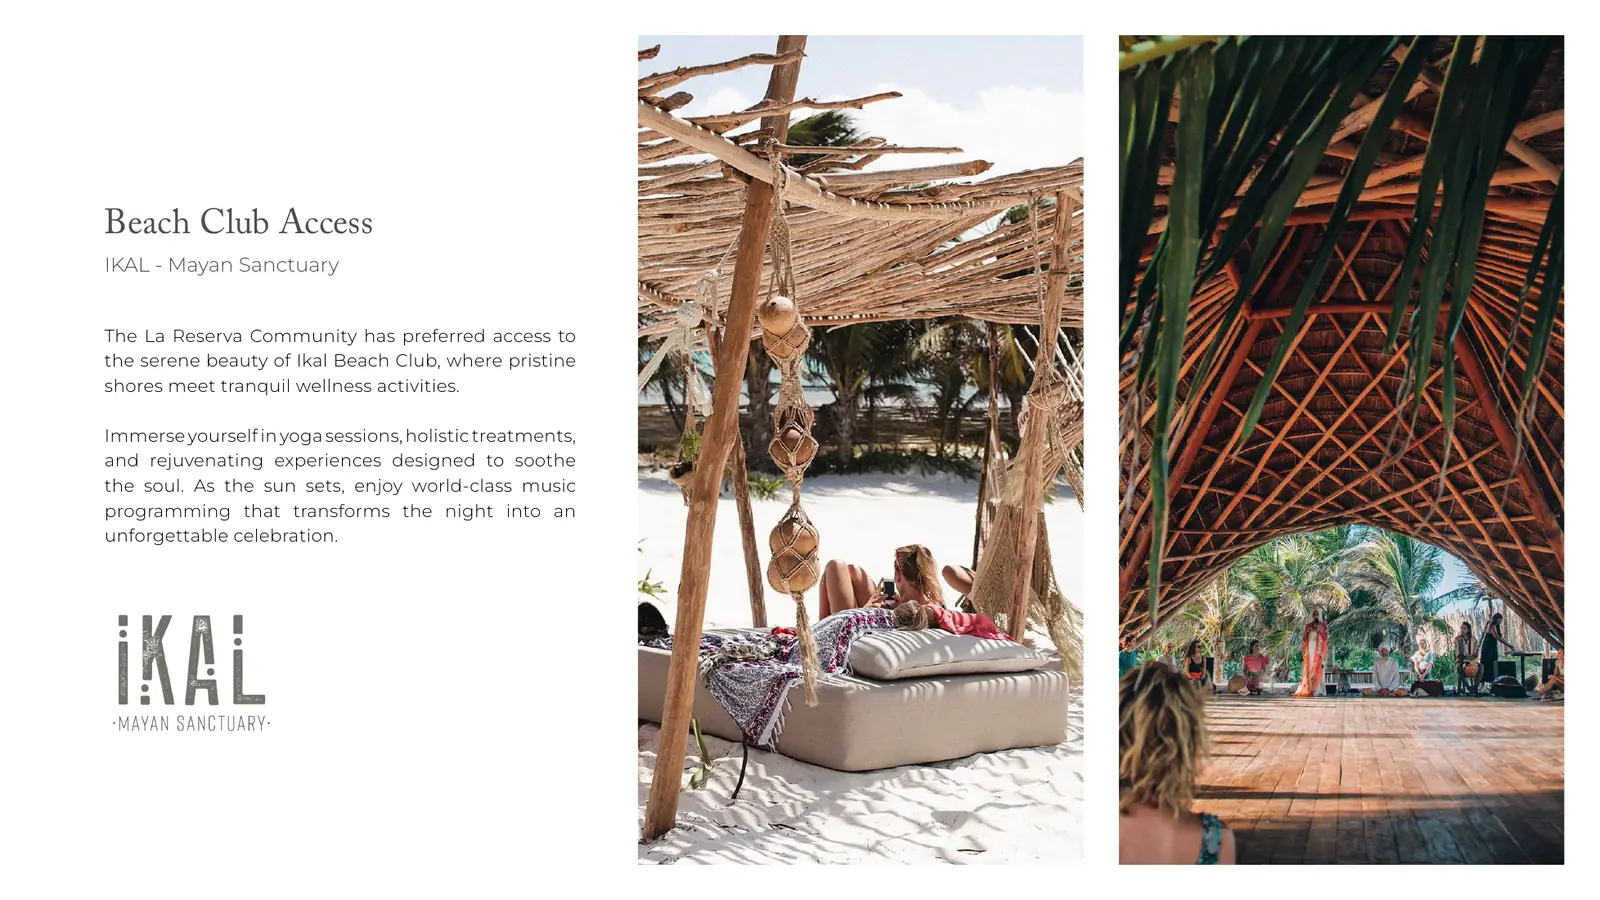 Beach Club Access
IKAL - Mayan Sanctuary
The La Reserva Community has preferred access to
the serene beauty of Ikal Beach Club, where pristine
shores meet tranquil wellness activities.
Immerse yourself in yoga sessions, holistic treatments,
and rejuvenating experiences designed to soothe
the soul. As the sun sets, enjoy world-class music
programming that transforms the night into an
unforgettable celebration.
IKAL
·MAYAN SANCTUARY·